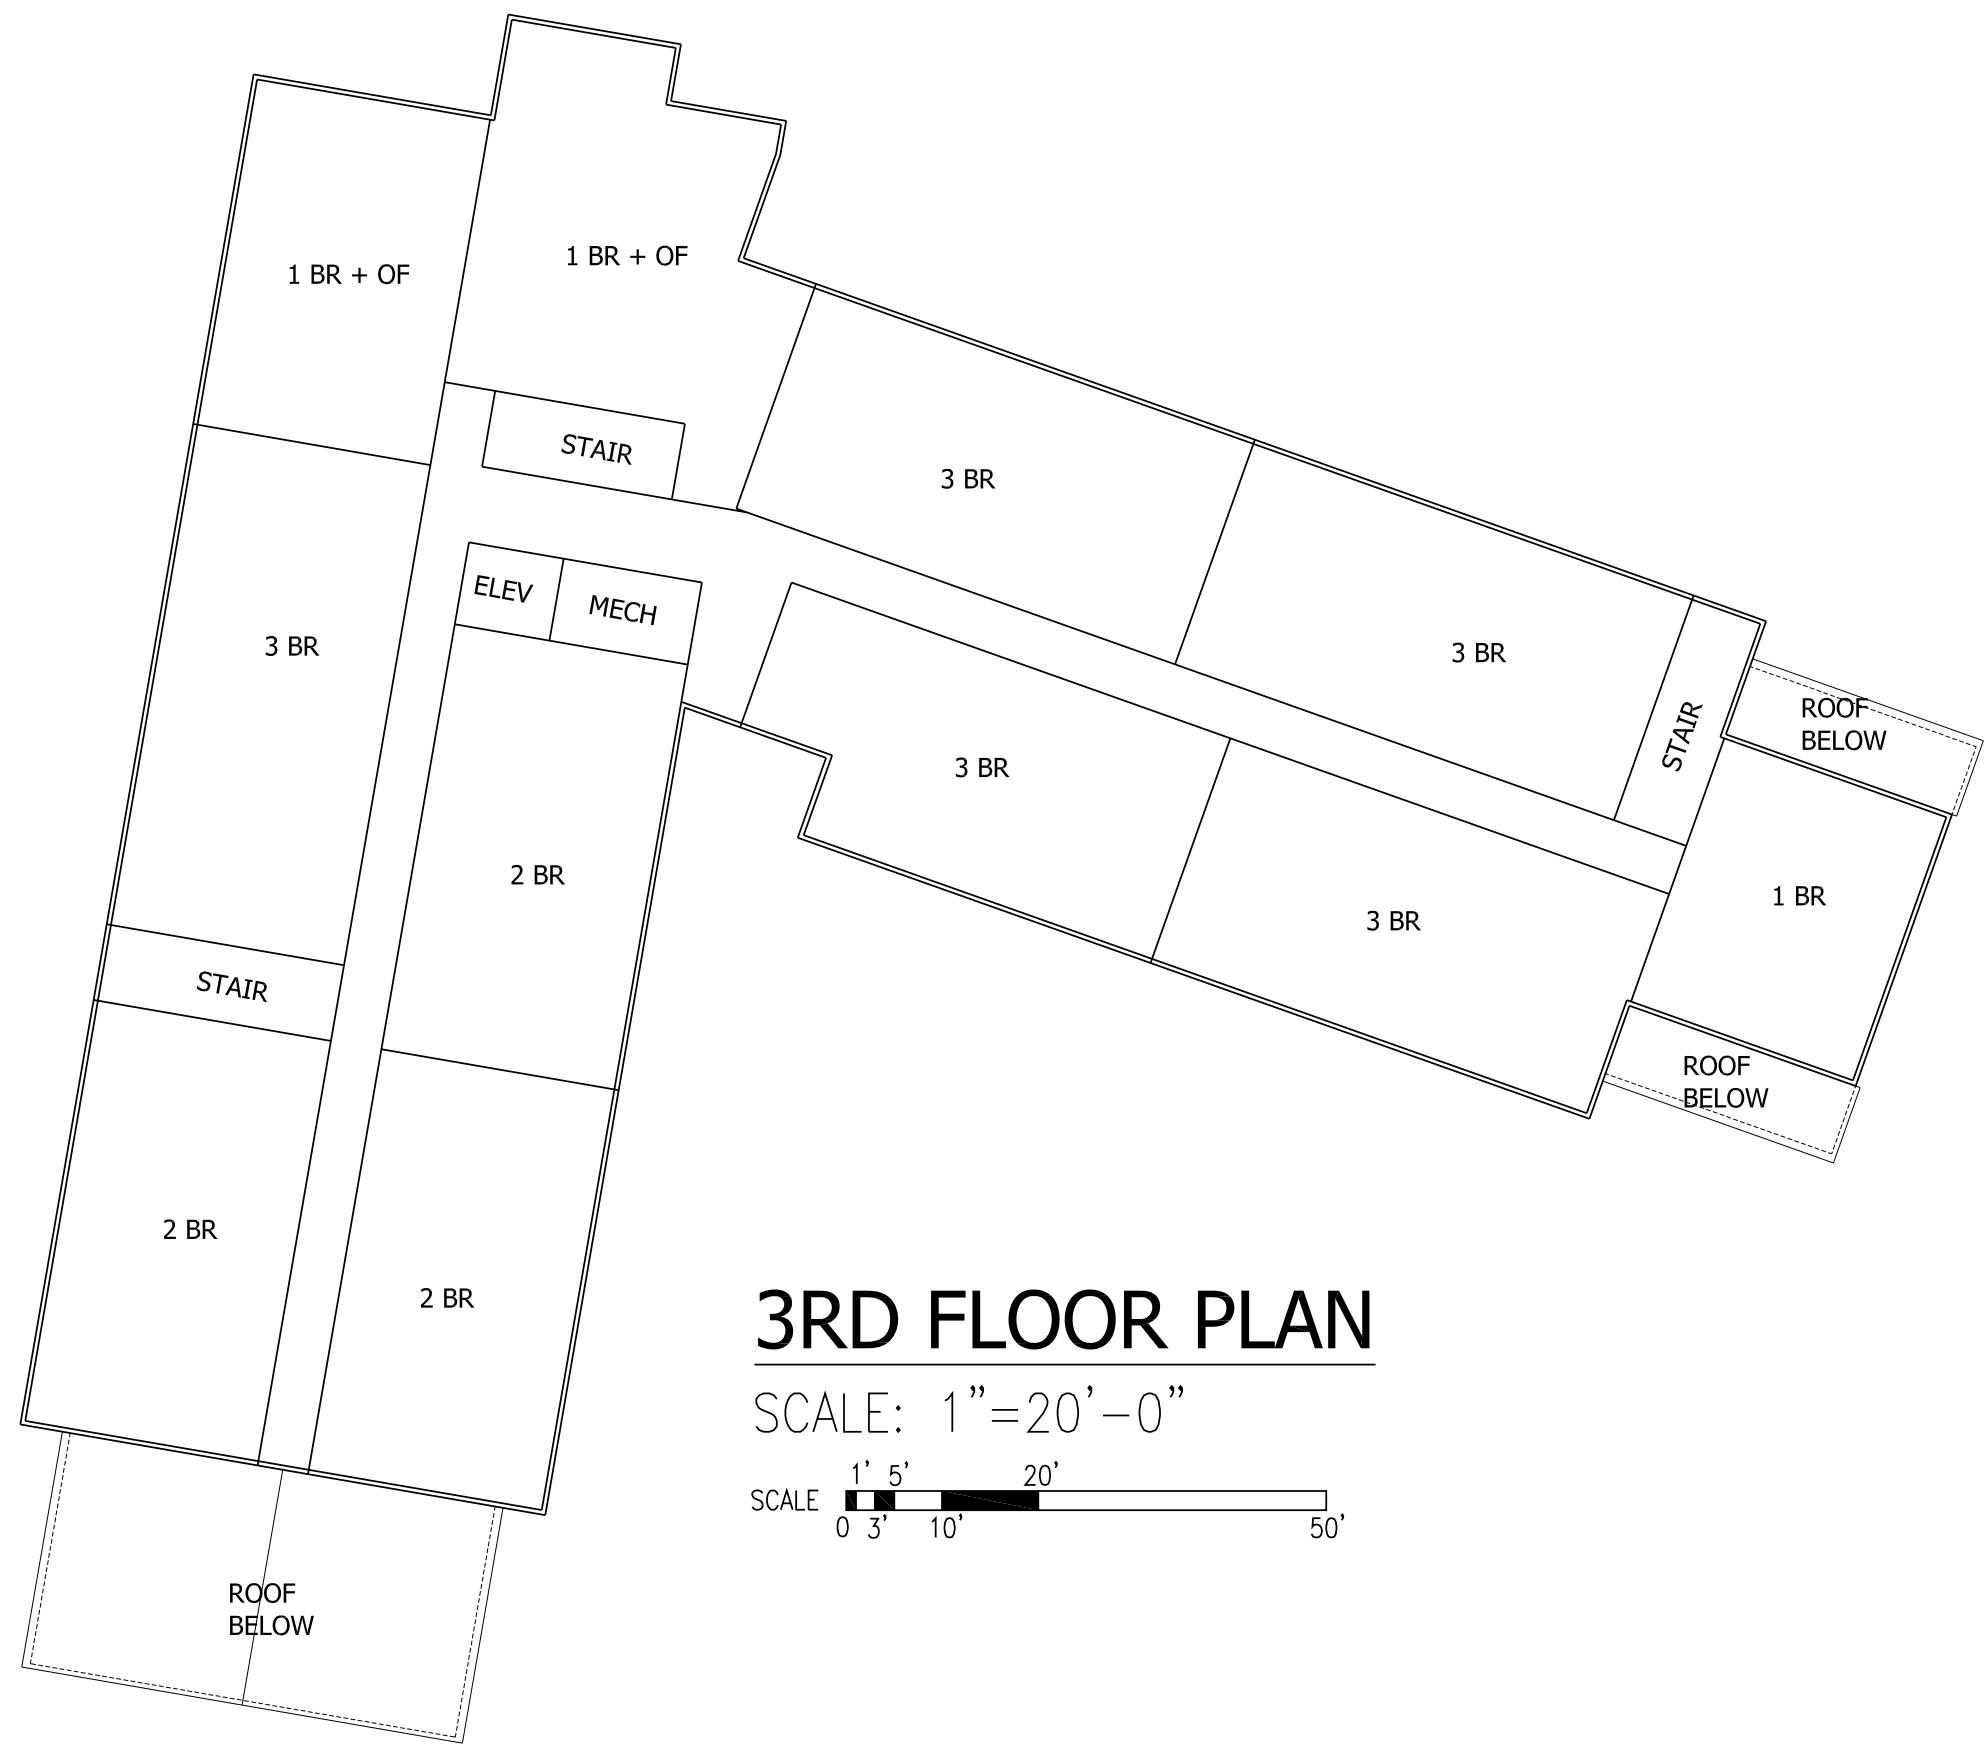 1 BR + OF
1 BR + OF
STAIR
3 BR
ELEV
MECH
3 BR
3 BR
ROOF
BELOW
STAIR
3 BR
2 BR
3 BR
1 BR
STAIR
ROOF
BELOW
2 BR
2 BR
3RD FLOOR PLAN
SCALE: 1"=20'-0"
1' 5' 20'
SCALE
0 3' 10' 50'
ROOF
BELOW